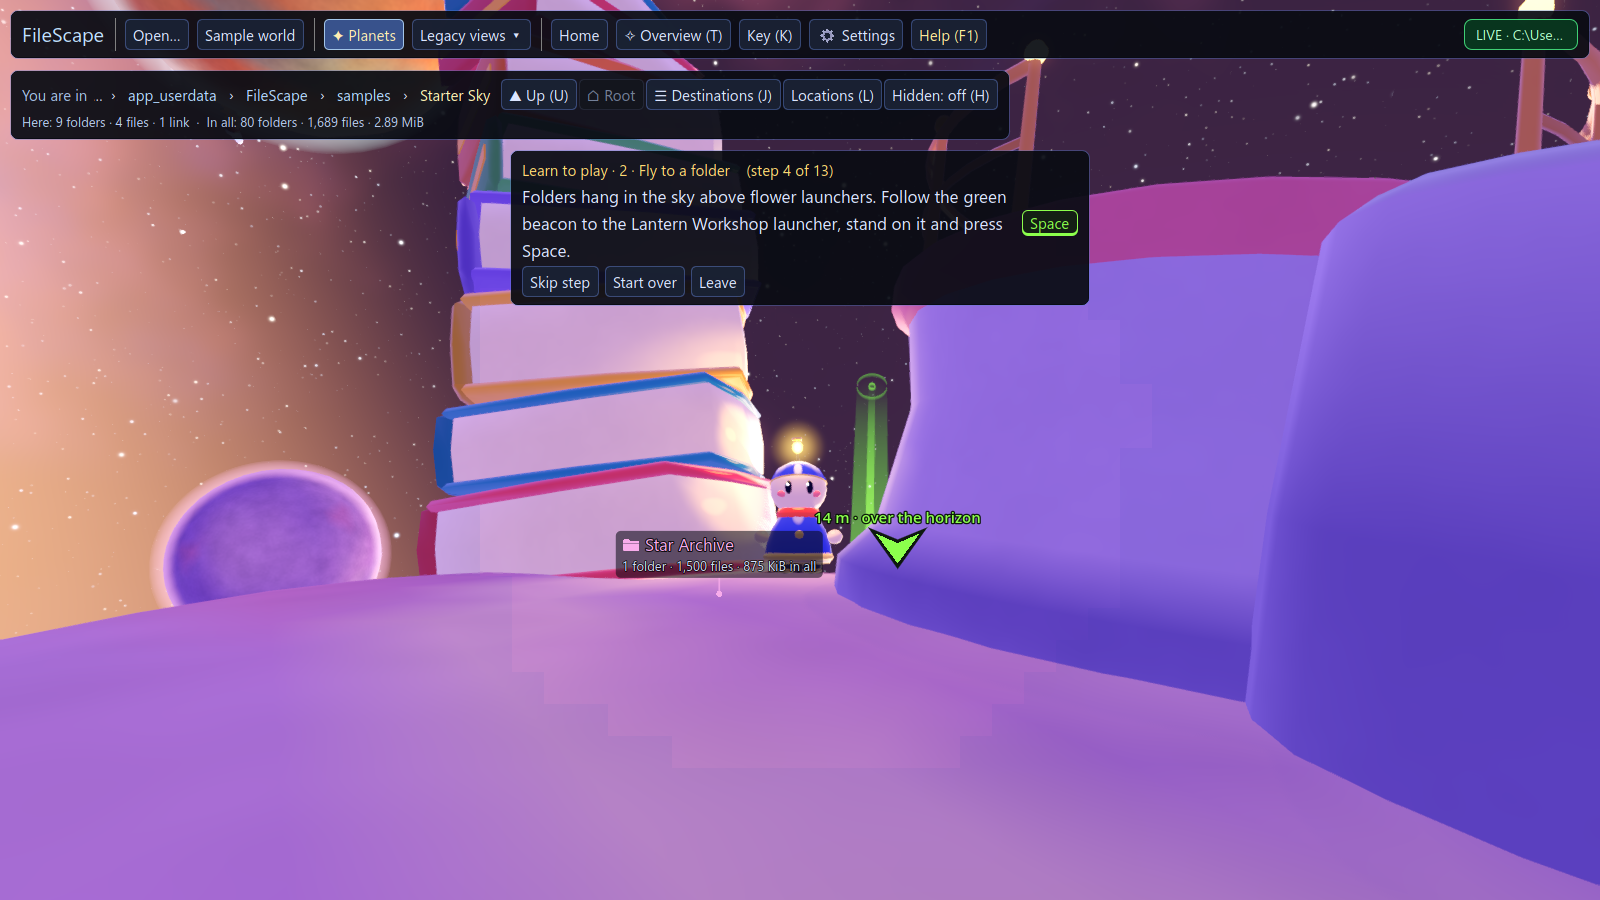 FileScape
Open...
Sample world
✦ Planets
Legacy views ▾
Home
✧ Overview (T)
Key (K)
Settings
Help (F1)
LIVE · C:\Use...
You are in .. › app_userdata › FileScape › samples › Starter Sky
▲ Up (U)
Root
☰ Destinations (J)
Locations (L)
Hidden: off (H)
Here: 9 folders · 4 files · 1 link · In all: 80 folders · 1,689 files · 2.89 MiB
Learn to play · 2 · Fly to a folder (step 4 of 13)
Folders hang in the sky above flower launchers. Follow the green
beacon to the Lantern Workshop launcher, stand on it and press
Space.
Space
Skip step
Start over
Leave
14 m · over the horizon
Star Archive
1 folder · 1,500 files · 875 KiB in all